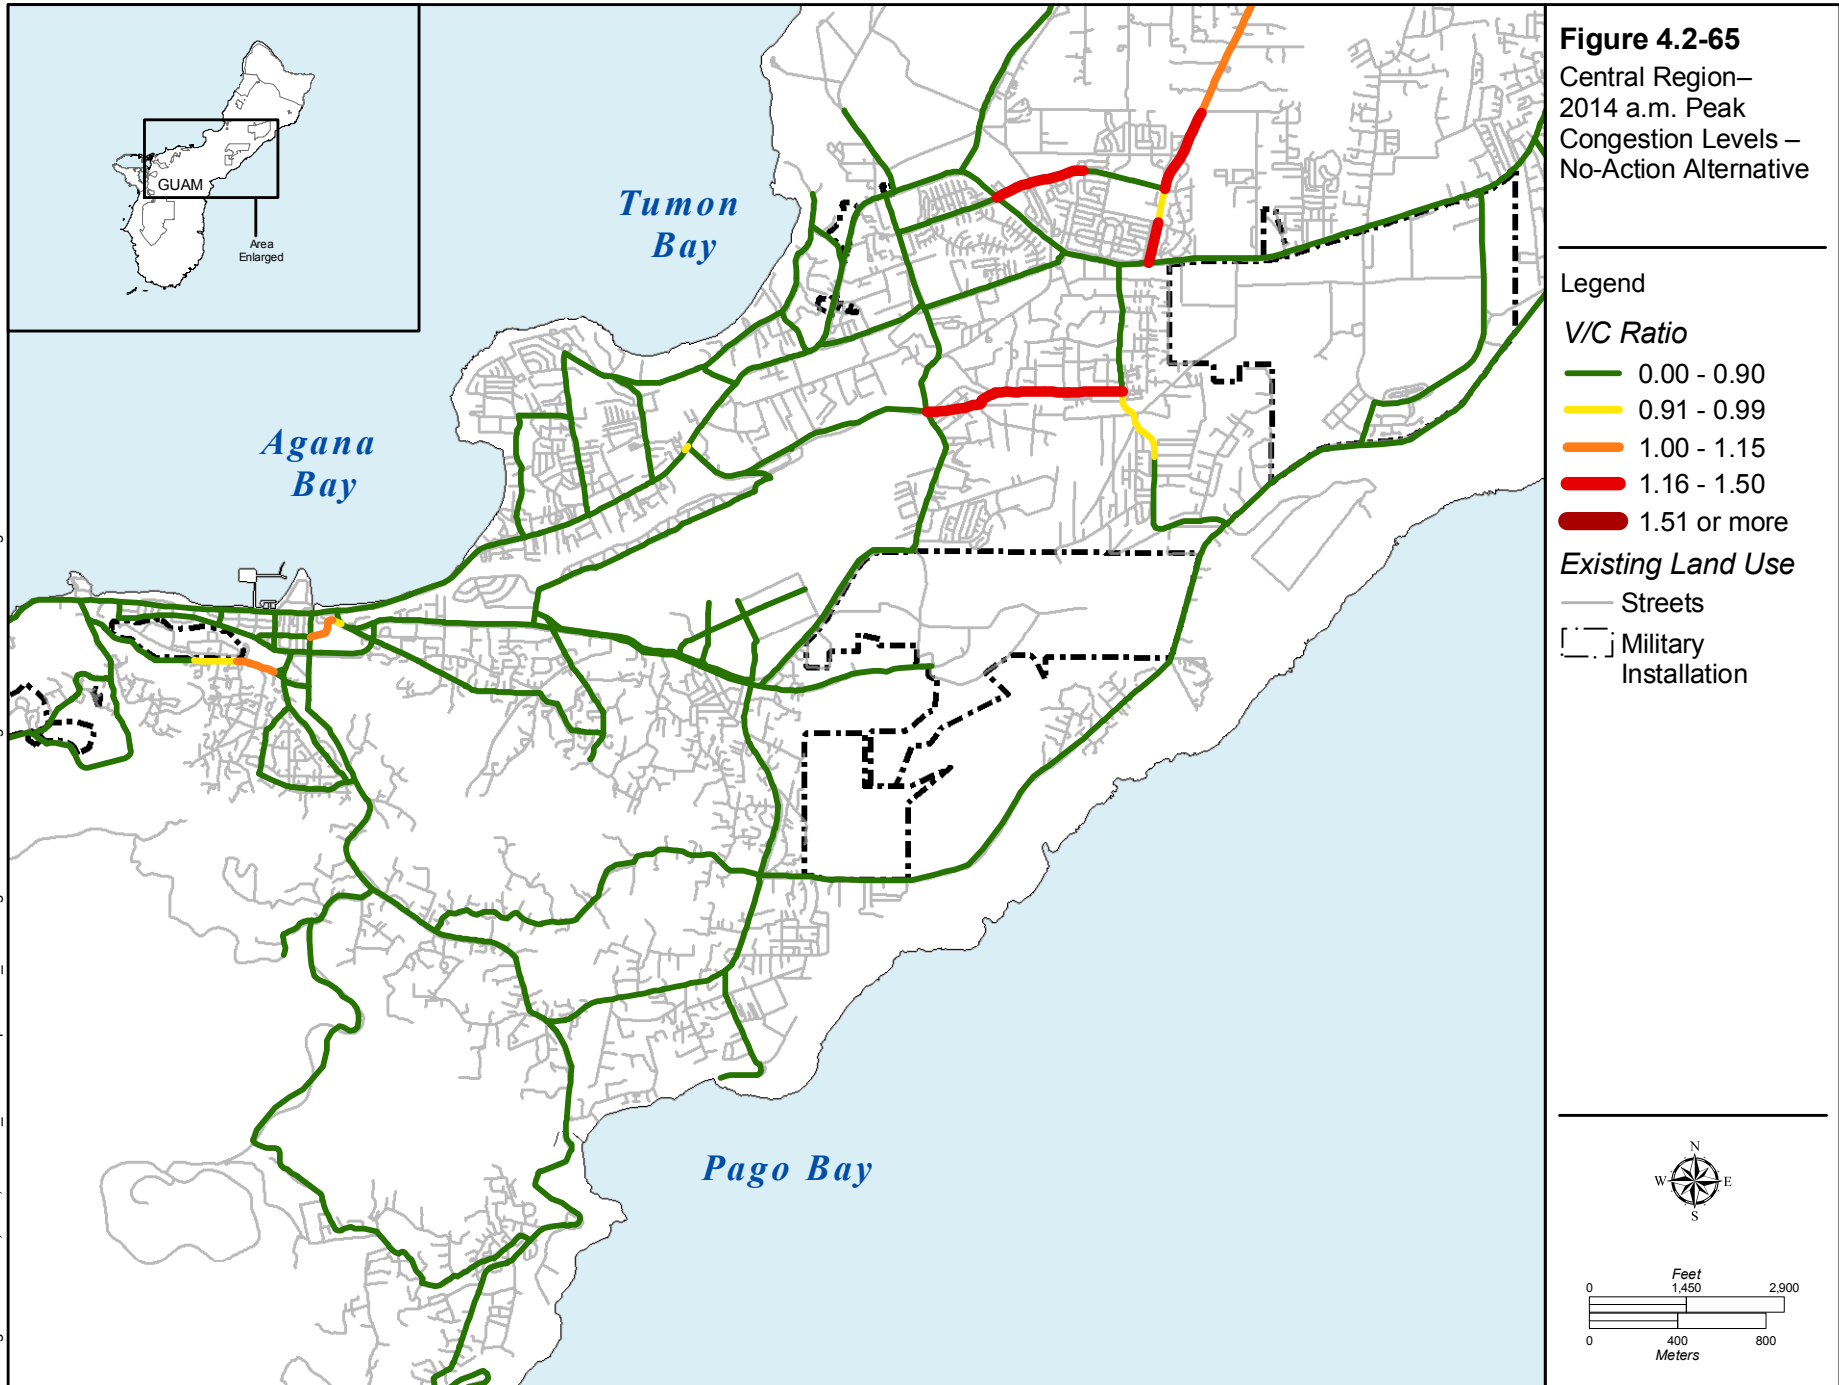 GUAM
Area
Enlarged
Tumon
Bay
Agana
Bay
Pago Bay
Figure 4.2-65
Central Region–
2014 a.m. Peak
Congestion Levels –
No-Action Alternative
Legend
V/C Ratio
0.00 - 0.90
0.91 - 0.99
1.00 - 1.15
1.16 - 1.50
1.51 or more
Existing Land Use
Streets
Military
Installation
N
W E
S
Feet
0 1,450 2,900
0 400 800
Meters